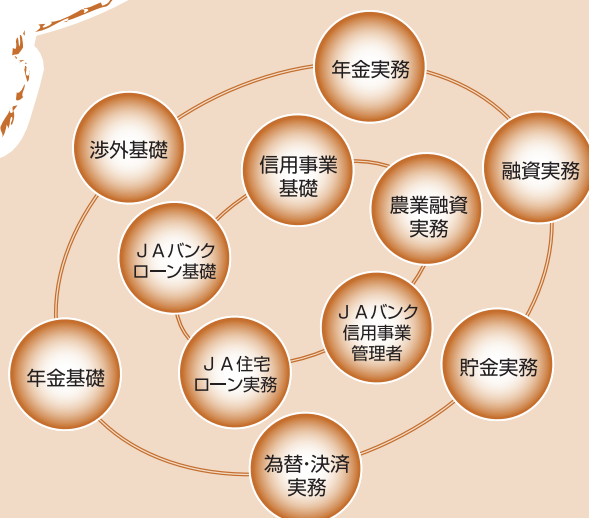 年金実務
渉外基礎
信用事業
基礎
融資実務
農業融資
実務
ＪＡバンク
ローン基礎
ＪＡバンク
信用事業
管理者
ＪＡ住宅
ローン実務
貯金実務
年金基礎
為替・決済
実務